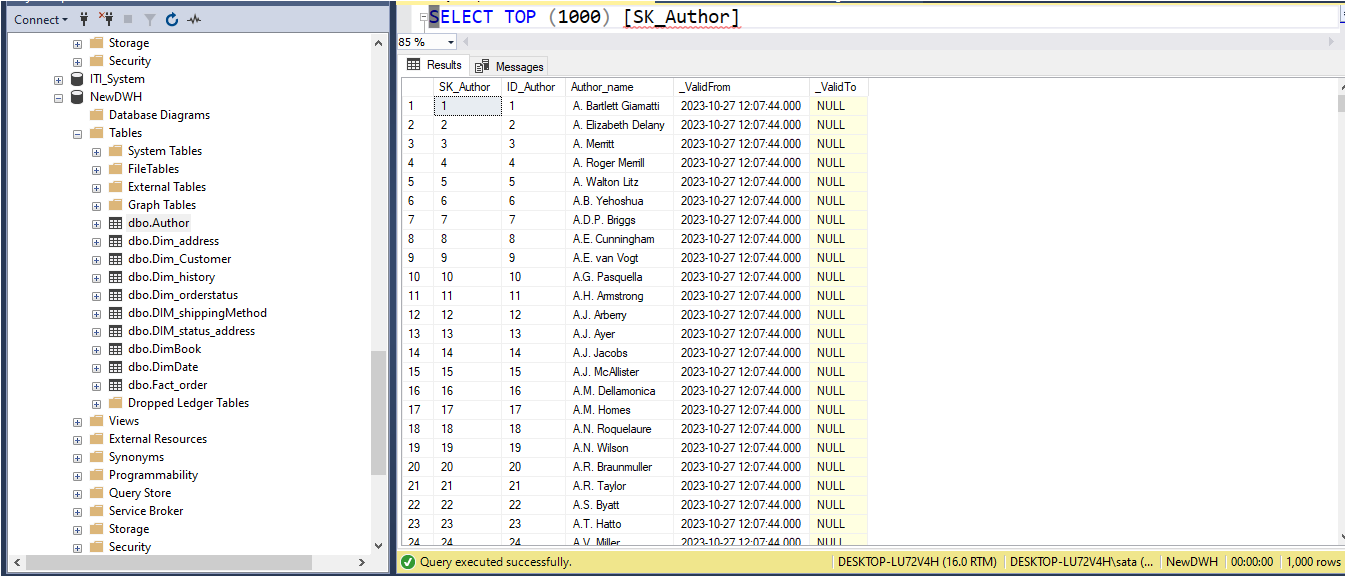 Connect
Storage
Security
ITI_System
NewDWH
Database Diagrams
Tables
System Tables
FileTables
External Tables
Graph Tables
dbo.Author
dbo.Dim_address
dbo.Dim_Customer
dbo.Dim_history
dbo.Dim_orderstatus
dbo.DIM_shippingMethod
dbo.DIM_status_address
dbo.DimBook
dbo.DimDate
dbo.Fact_order
Dropped Ledger Tables
Views
External Resources
Synonyms
Programmability
Query Store
Service Broker
Storage
Security
SELECT TOP (1000) [SK_Author]
85 %
Results Messages
SK_Author ID_Author Author_name _ValidFrom _ValidTo
1 1 1 A. Bartlett Giamatti 2023-10-27 12:07:44.000 NULL
2 2 2 A. Elizabeth Delany 2023-10-27 12:07:44.000 NULL
3 3 3 A. Merritt 2023-10-27 12:07:44.000 NULL
4 4 4 A. Roger Merrill 2023-10-27 12:07:44.000 NULL
5 5 5 A. Walton Litz 2023-10-27 12:07:44.000 NULL
6 6 6 A.B. Yehoshua 2023-10-27 12:07:44.000 NULL
7 7 7 A.D.P. Briggs 2023-10-27 12:07:44.000 NULL
8 8 8 A.E. Cunningham 2023-10-27 12:07:44.000 NULL
9 9 9 A.E. van Vogt 2023-10-27 12:07:44.000 NULL
10 10 10 A.G. Pasquella 2023-10-27 12:07:44.000 NULL
11 11 11 A.H. Armstrong 2023-10-27 12:07:44.000 NULL
12 12 12 A.J. Arberry 2023-10-27 12:07:44.000 NULL
13 13 13 A.J. Ayer 2023-10-27 12:07:44.000 NULL
14 14 14 A.J. Jacobs 2023-10-27 12:07:44.000 NULL
15 15 15 A.J. McAllister 2023-10-27 12:07:44.000 NULL
16 16 16 A.M. Dellamonica 2023-10-27 12:07:44.000 NULL
17 17 17 A.M. Homes 2023-10-27 12:07:44.000 NULL
18 18 18 A.N. Roquelaure 2023-10-27 12:07:44.000 NULL
19 19 19 A.N. Wilson 2023-10-27 12:07:44.000 NULL
20 20 20 A.R. Braunmuller 2023-10-27 12:07:44.000 NULL
21 21 21 A.R. Taylor 2023-10-27 12:07:44.000 NULL
22 22 22 A.S. Byatt 2023-10-27 12:07:44.000 NULL
23 23 23 A.T. Hatto 2023-10-27 12:07:44.000 NULL
24 24 24 A.V. Miller 2023-10-27 12:07:44.000 NULL
Query executed successfully. DESKTOP-LU72V4H (16.0 RTM) DESKTOP-LU72V4H\sata (... NewDWH 00:00:00 1,000 rows